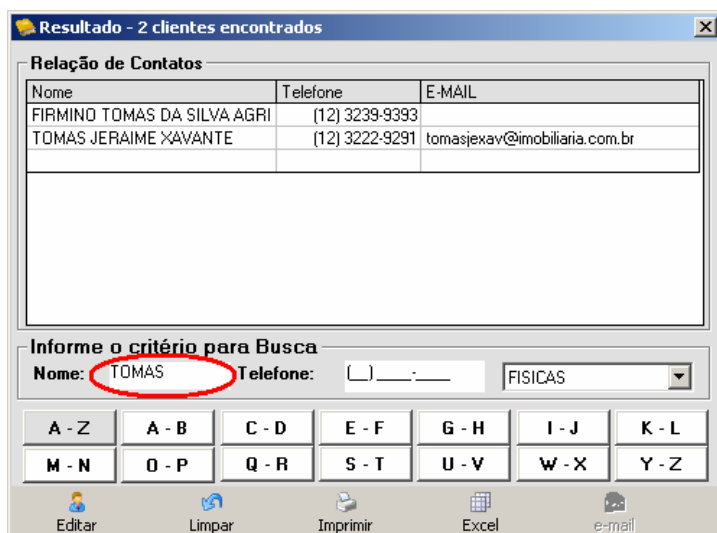 Resultado - 2 clientes encontrados
Relação de Contatos
Nome Telefone E-MAIL
FIRMINO TOMAS DA SILVA AGRI (12) 3239-9393
TOMAS JERAIME XAVANTE (12) 3222-9291 tomasjexav@imobiliaria.com.br
Informe o critério para Busca
Nome: TOMAS Telefone: (__) ____-____ FISICAS
A - Z A - B C - D E - F G - H I - J K - L
M - N O - P Q - R S - T U - V W - X Y - Z
Editar Limpar Imprimir Excel e-mail